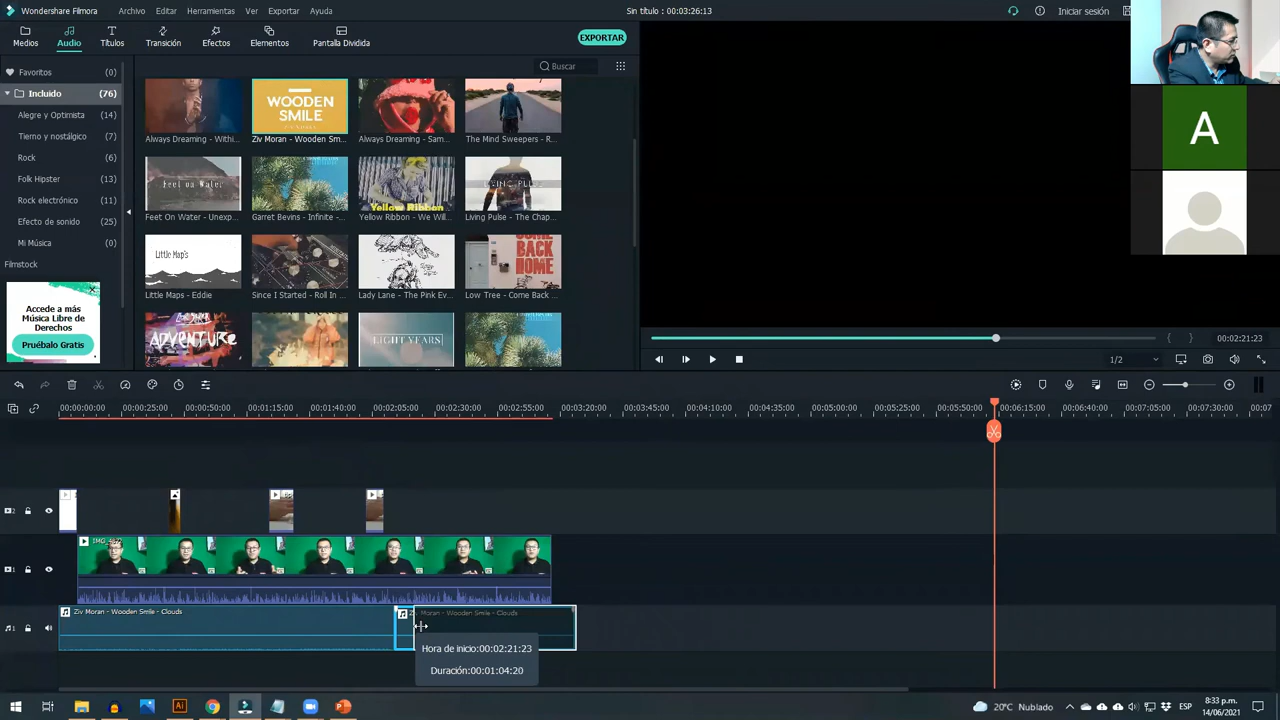 Wondershare Filmora
Archivo
Editar
Herramientas
Ver
Exportar
Ayuda
Sin título : 00:03:26:13
Iniciar sesión
Medios
Audio
Títulos
Transición
Efectos
Elementos
Pantalla Dividida
EXPORTAR
Favoritos (0)
Incluido (76)
Alegre y Optimista (14)
Tierno y nostálgico (7)
Rock (6)
Folk Hipster (13)
Rock electrónico (11)
Efecto de sonido (25)
Mi Música (0)
Filmstock
Accede a más
Música Libre de
Derechos
Pruébalo Gratis
Buscar
WOODEN
SMILE
Always Dreaming - Withi...
Ziv Moran - Wooden Sm...
Always Dreaming - Sam...
The Mind Sweepers - R...
Feet on Water
Yellow Ribbon
LIVING PULSE
Feet On Water - Unexp...
Garret Bevins - Infinite -...
Yellow Ribbon - We Will...
Living Pulse - The Chap...
Little Maps
COME
BACK
HOME
Little Maps - Eddie
Since I Started - Roll In ...
Lady Lane - The Pink Ev...
Low Tree - Come Back ...
ADVENTURE
LIGHT YEARS
A
00:02:21:23
1/2
00:00:00:00
00:00:25:00
00:00:50:00
00:01:15:00
00:01:40:00
00:02:05:00
00:02:30:00
00:02:55:00
00:03:20:00
00:03:45:00
00:04:10:00
00:04:35:00
00:05:00:00
00:05:25:00
00:05:50:00
00:06:15:00
00:06:40:00
00:07:05:00
00:07:30:00
00:07
2
1
Ziv Moran - Wooden Smile - Clouds
Moran - Wooden Smile - Clouds
1
Hora de inicio:00:02:21:23
Duración:00:01:04:20
20°C Nublado
ESP
8:33 p.m.
14/06/2021